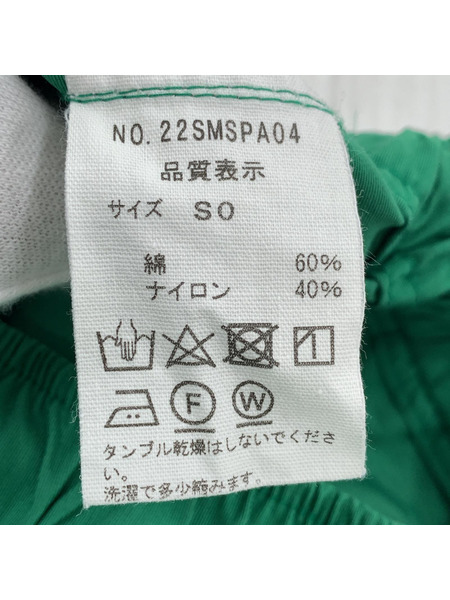 NO.22SMSPA04
品質表示
サイズ SO
綿 60%
ナイロン 40%
F W
タンブル乾燥はしないでくださ
い。
洗濯で多少縮みます。